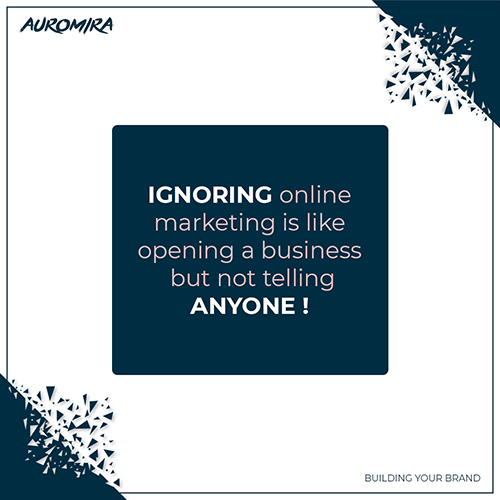 AUROMIRA
IGNORING online
marketing is like
opening a business
but not telling
ANYONE !
BUILDING YOUR BRAND